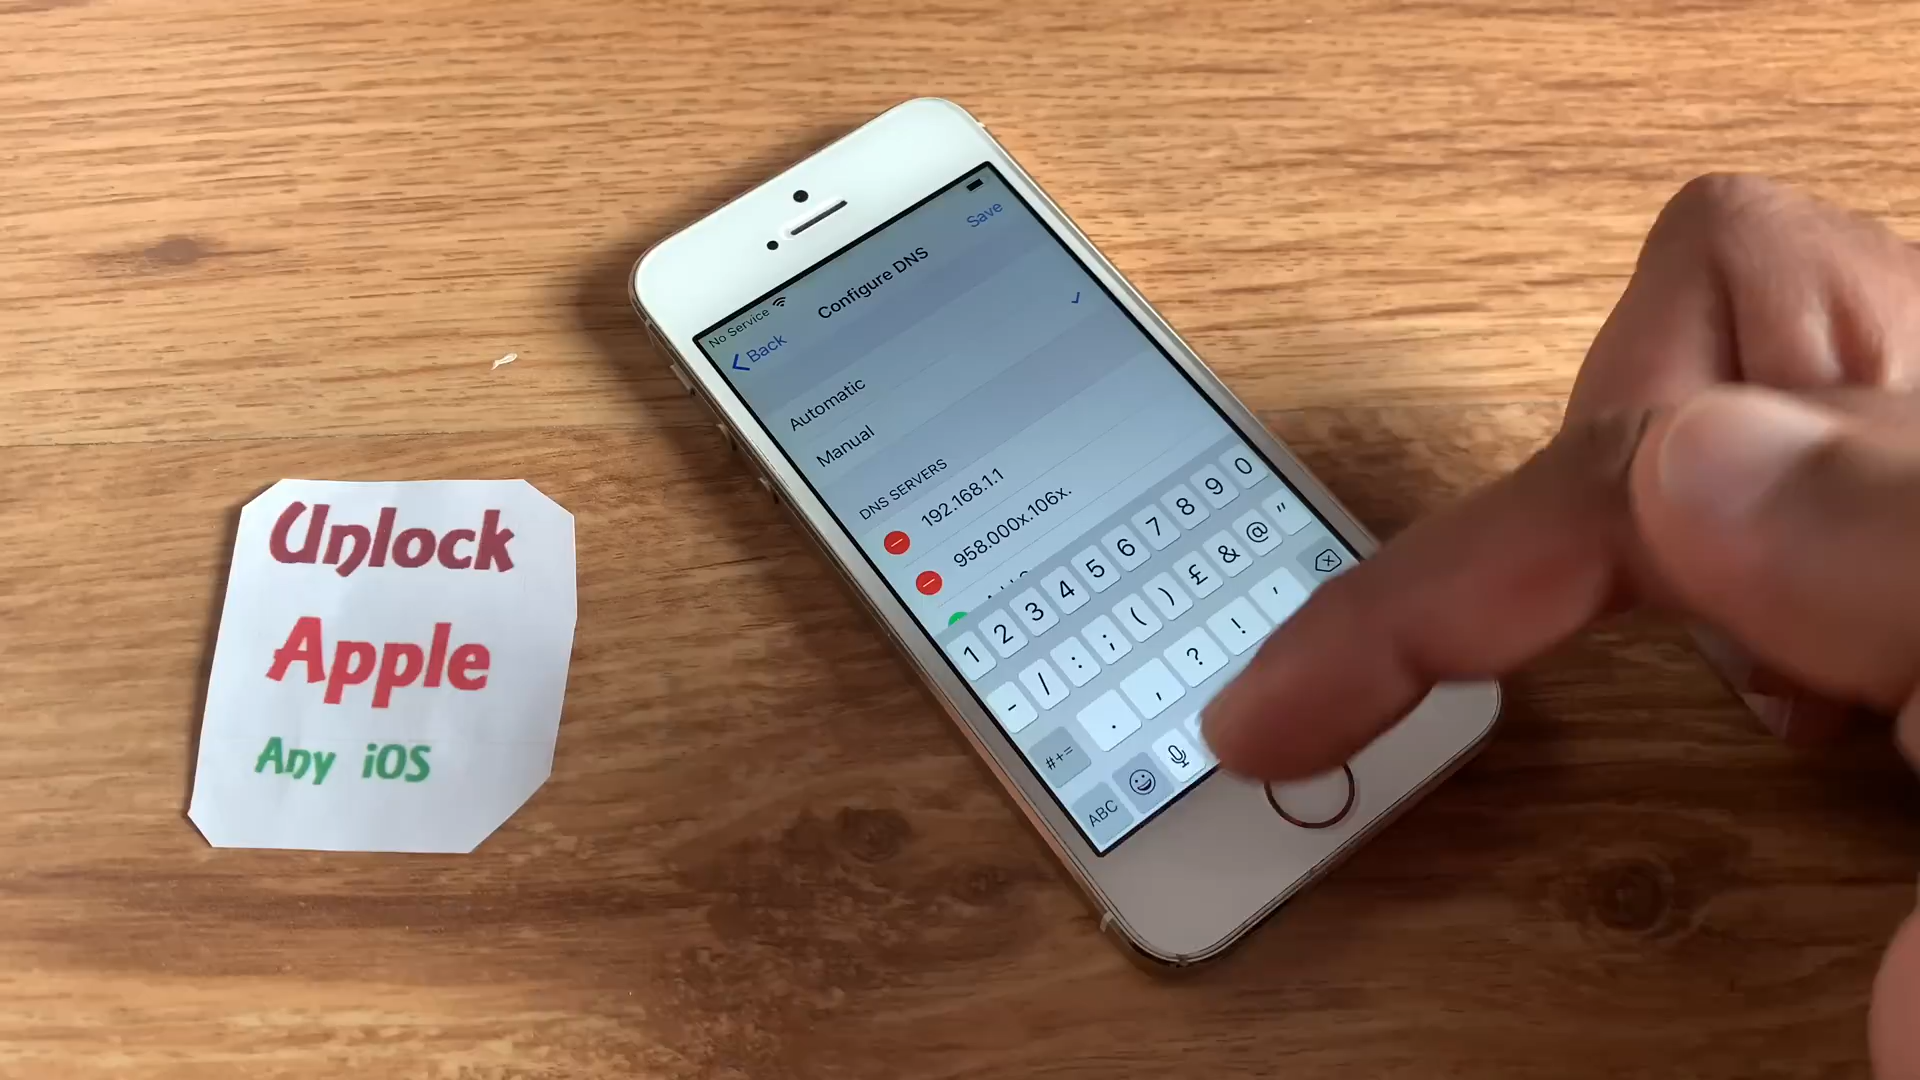 No Service
Back
Configure DNS
Save
Automatic
Manual
DNS SERVERS
192.168.1.1
958.000x.106x.
1 2 3 4 5 6 7 8 9 0
- / : ; ( ) £ & @ "
#+= . , ? ! '
ABC
Unlock
Apple
Any iOS